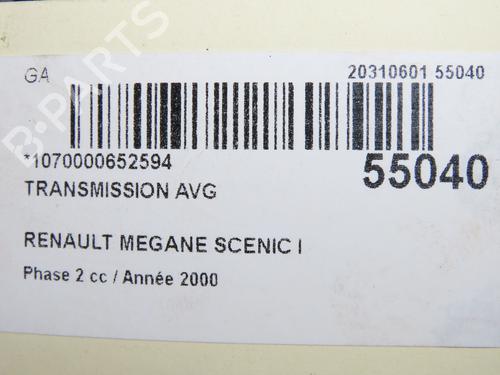 GA 20310601 55040
*1070000652594 55040
TRANSMISSION AVG
RENAULT MEGANE SCENIC I
Phase 2 cc / Année 2000
B-PARTS